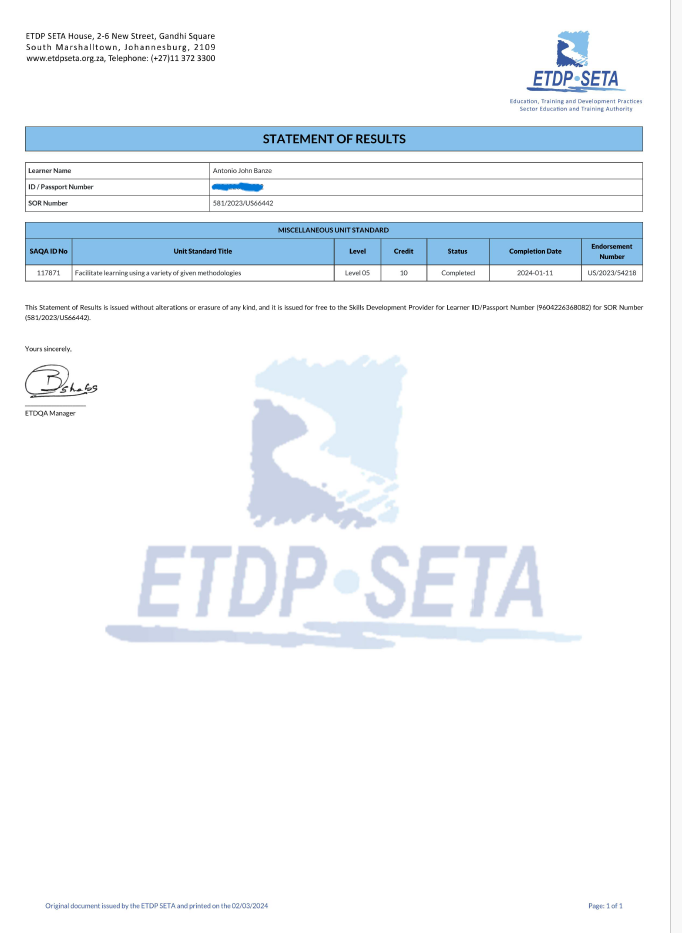 ETDP SETA House, 2-6 New Street, Gandhi Square
South Marshalltown, Johannesburg, 2109
www.etdpseta.org.za, Telephone: (+27)11 372 3300
ETDP SETA
Education, Training and Development Practices
Sector Education and Training Authority
STATEMENT OF RESULTS
Learner Name Antonio John Banze
ID / Passport Number
SOR Number 581/2023/US66442
MISCELLANEOUS UNIT STANDARD
SAQA ID No Unit Standard Title Level Credit Status Completion Date Endorsement Number
117871 Facilitate learning using a variety of given methodologies Level 05 10 Completed 2024-01-11 US/2023/54218
This Statement of Results is issued without alterations or erasure of any kind, and it is issued for free to the Skills Development Provider for Learner ID/Passport Number (9604226368082) for SOR Number
(581/2023/US66442).
Yours sincerely,
ETDQA Manager
ETDP SETA
Original document issued by the ETDP SETA and printed on the 02/03/2024 Page: 1 of 1